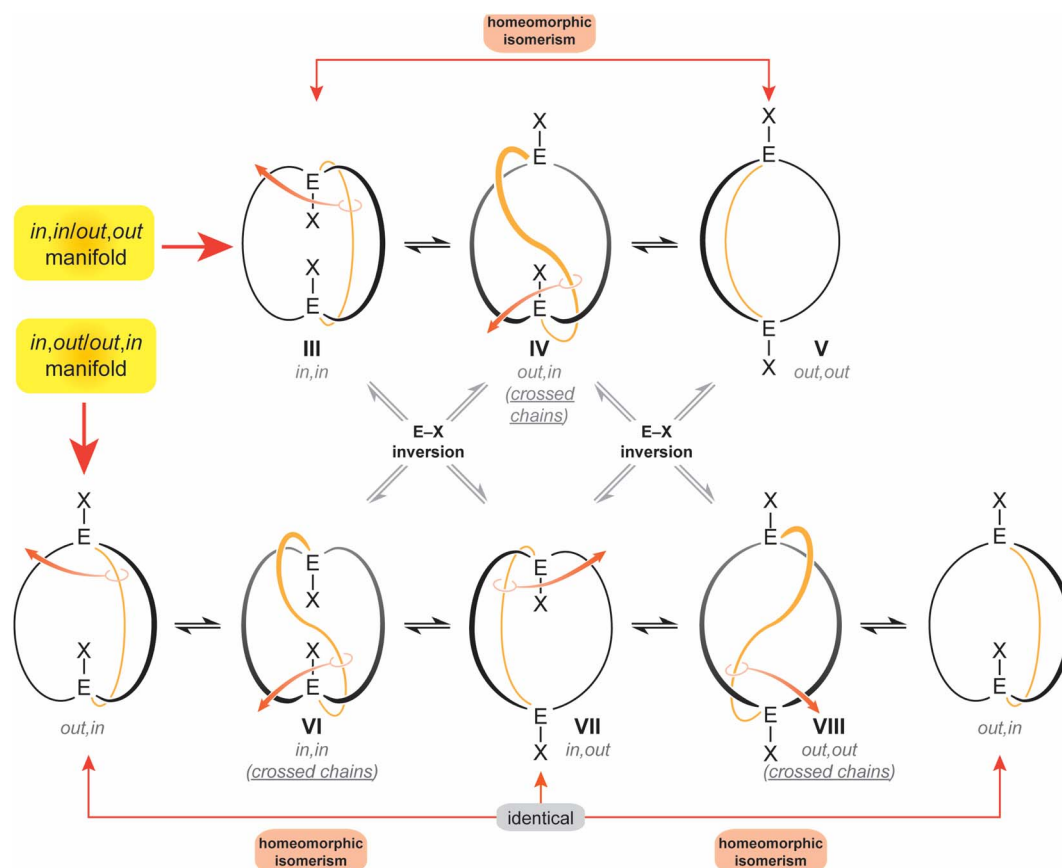 homeomorphic
isomerism
X
E
X
E
X
in,in/out,out
manifold
X
E
X
E
X
E
X
in,out/out,in
manifold
III
in,in
IV
out,in
(crossed
chains)
V
out,out
E–X
inversion
E–X
inversion
X
E
X
E
out,in
E
X
X
E
VI
in,in
(crossed chains)
E
X
E
X
VII
in,out
X
E
E
X
VIII
out,out
(crossed chains)
X
E
X
E
out,in
identical
homeomorphic
isomerism
homeomorphic
isomerism